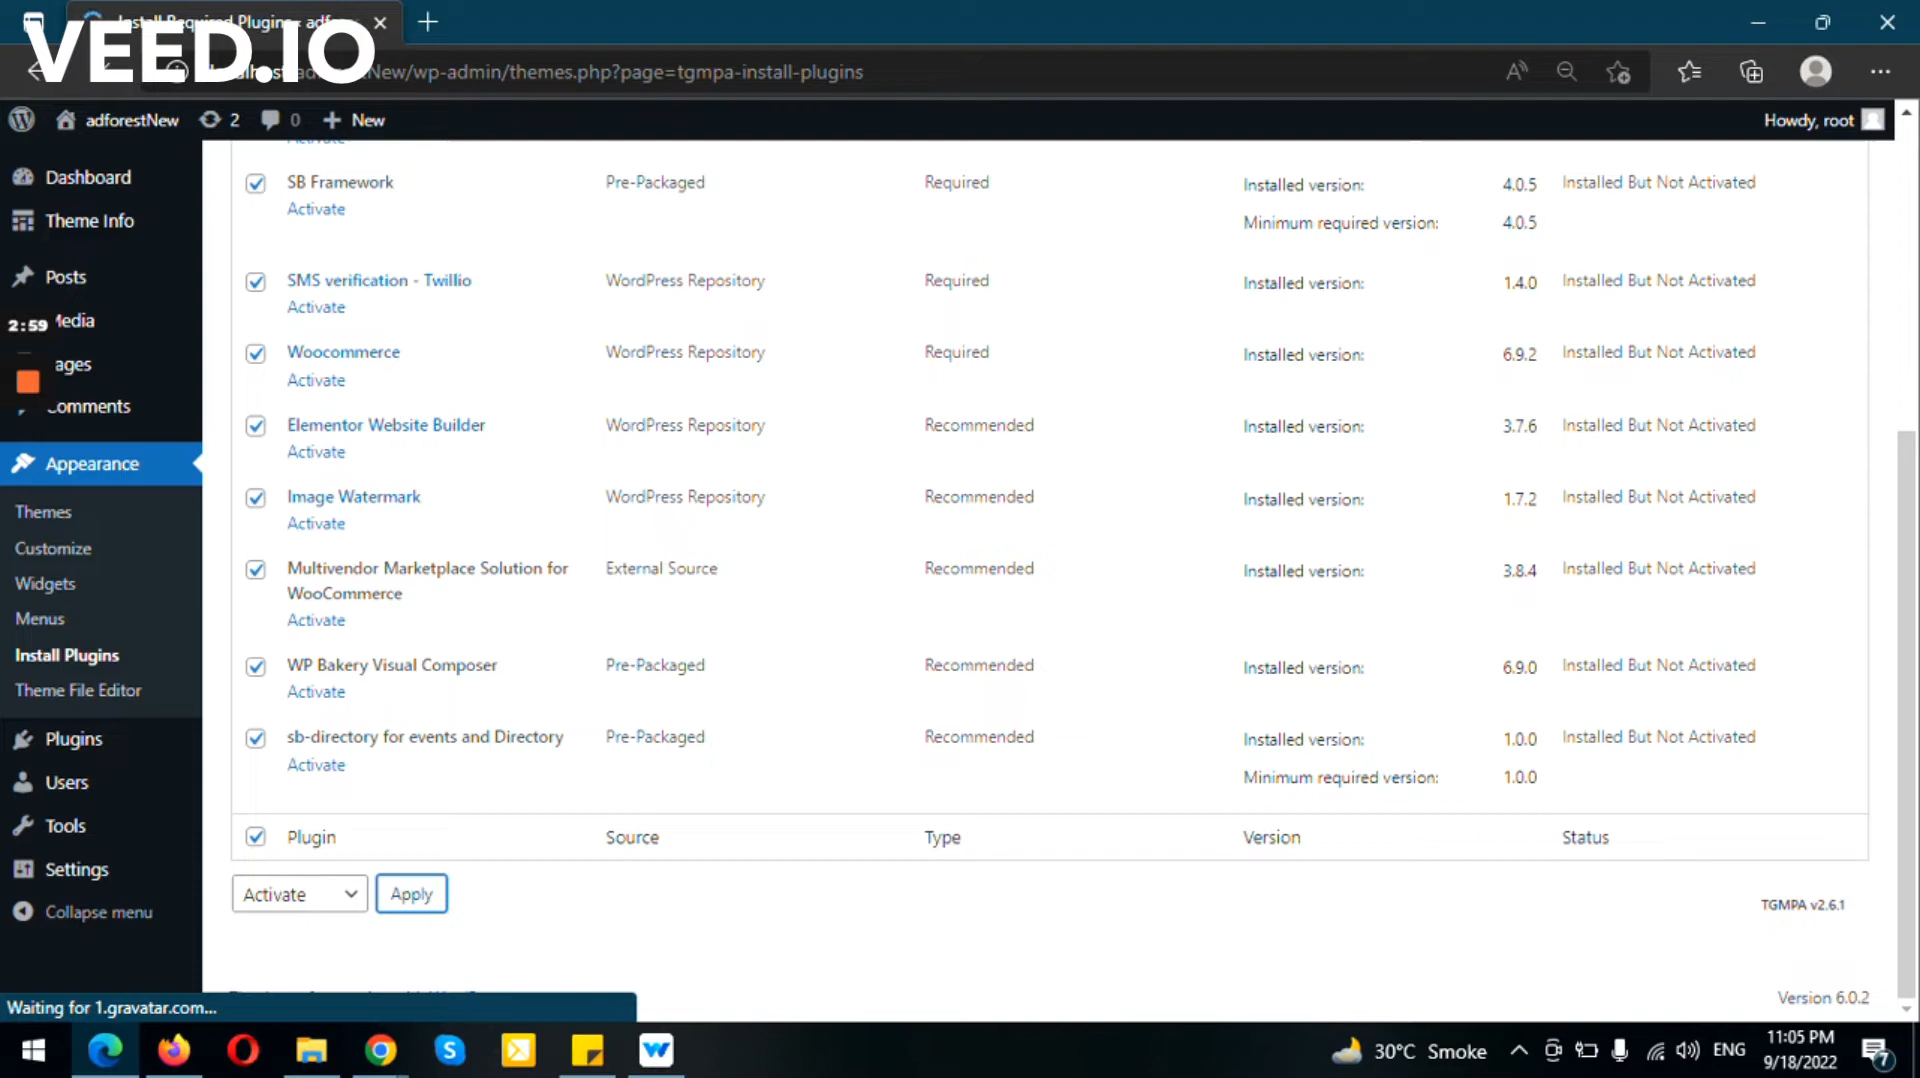 Install Required Plugins - adfor
VEED.IO
New/wp-admin/themes.php?page=tgmpa-install-plugins
adforestNew 2 0 New Howdy, root
Dashboard
Theme Info
Posts
2:59 Media
ages
Comments
Appearance
Themes
Customize
Widgets
Menus
Install Plugins
Theme File Editor
Plugins
Users
Tools
Settings
Collapse menu
Activate
SB Framework Pre-Packaged Required Installed version: 4.0.5 Installed But Not Activated
Activate Minimum required version: 4.0.5
SMS verification - Twillio WordPress Repository Required Installed version: 1.4.0 Installed But Not Activated
Activate
Woocommerce WordPress Repository Required Installed version: 6.9.2 Installed But Not Activated
Activate
Elementor Website Builder WordPress Repository Recommended Installed version: 3.7.6 Installed But Not Activated
Activate
Image Watermark WordPress Repository Recommended Installed version: 1.7.2 Installed But Not Activated
Activate
Multivendor Marketplace Solution for External Source Recommended Installed version: 3.8.4 Installed But Not Activated
WooCommerce
Activate
WP Bakery Visual Composer Pre-Packaged Recommended Installed version: 6.9.0 Installed But Not Activated
Activate
sb-directory for events and Directory Pre-Packaged Recommended Installed version: 1.0.0 Installed But Not Activated
Activate Minimum required version: 1.0.0
Plugin Source Type Version Status
Activate Apply
TGMPA v2.6.1
Version 6.0.2
Waiting for 1.gravatar.com...
30°C Smoke ENG 11:05 PM
9/18/2022
7